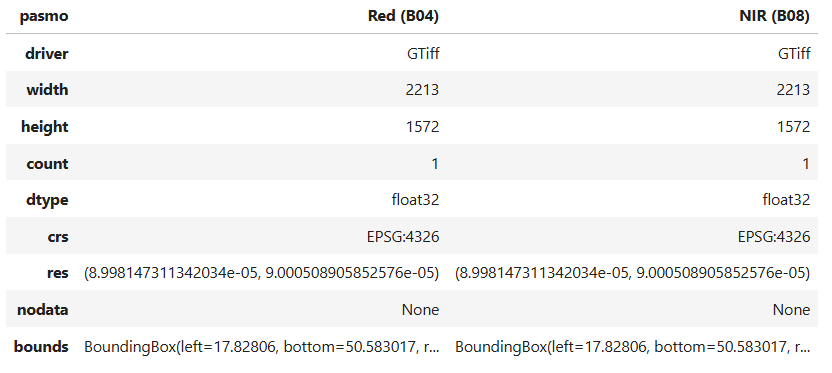 pasmo Red (B04) NIR (B08)
driver GTiff GTiff
width 2213 2213
height 1572 1572
count 1 1
dtype float32 float32
crs EPSG:4326 EPSG:4326
res (8.998147311342034e-05, 9.000508905852576e-05) (8.998147311342034e-05, 9.000508905852576e-05)
nodata None None
bounds BoundingBox(left=17.82806, bottom=50.583017, r... BoundingBox(left=17.82806, bottom=50.583017, r...